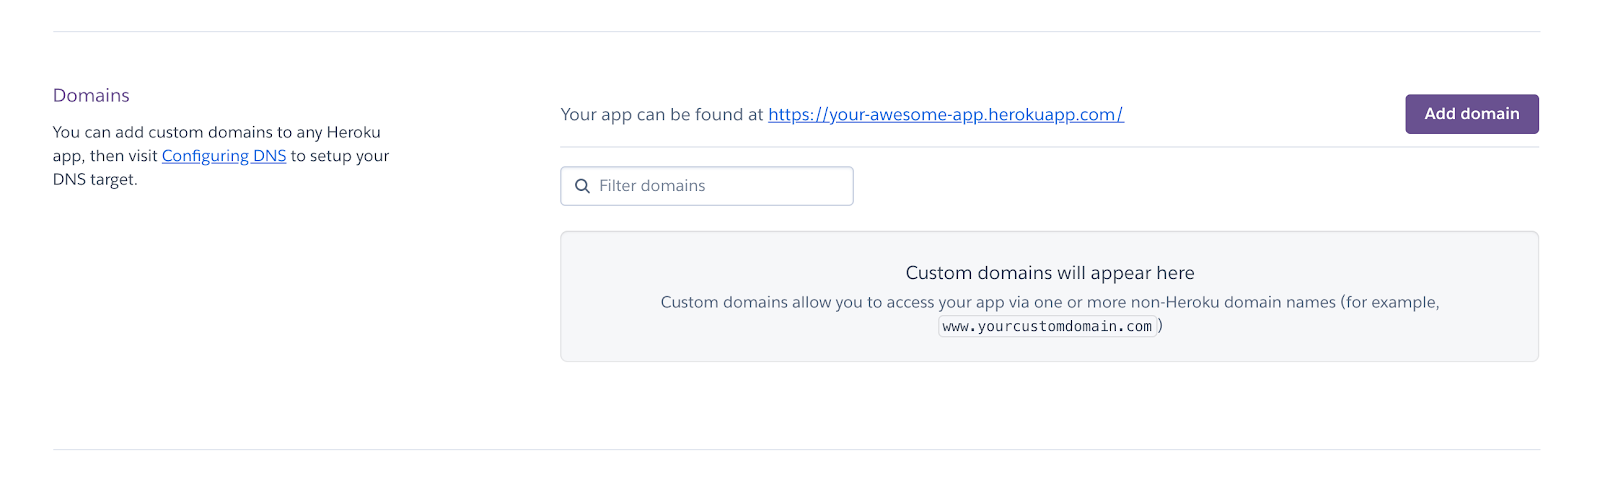 Domains
You can add custom domains to any Heroku
app, then visit Configuring DNS to setup your
DNS target.
Your app can be found at https://your-awesome-app.herokuapp.com/
Add domain
Filter domains
Custom domains will appear here
Custom domains allow you to access your app via one or more non-Heroku domain names (for example,
www.yourcustomdomain.com)